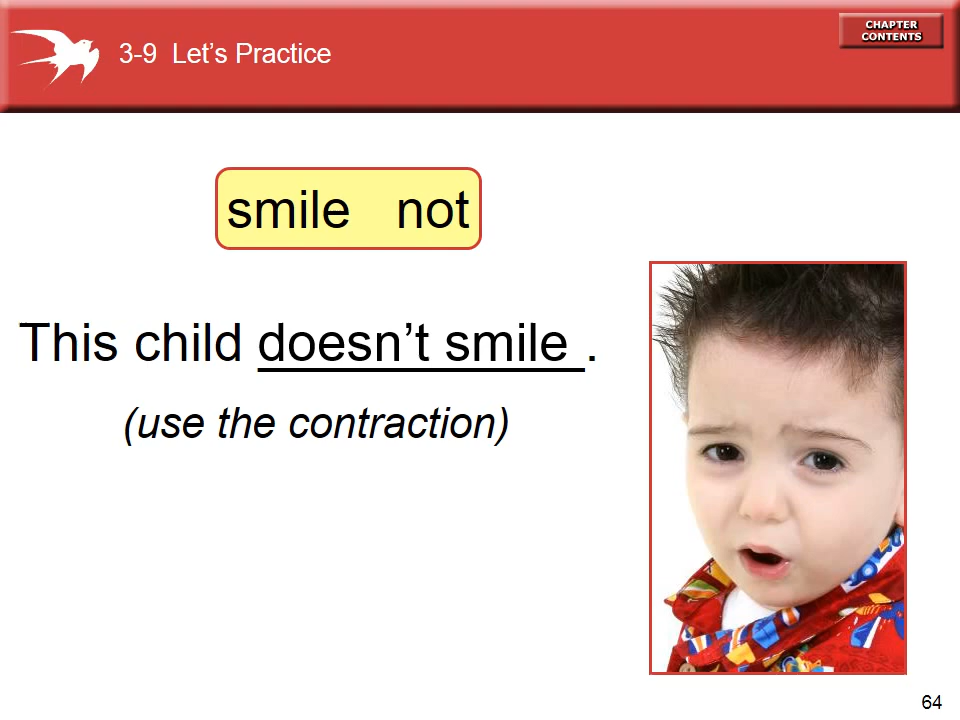 3-9 Let’s Practice
CHAPTER
CONTENTS
smile not
This child doesn’t smile.
(use the contraction)
64